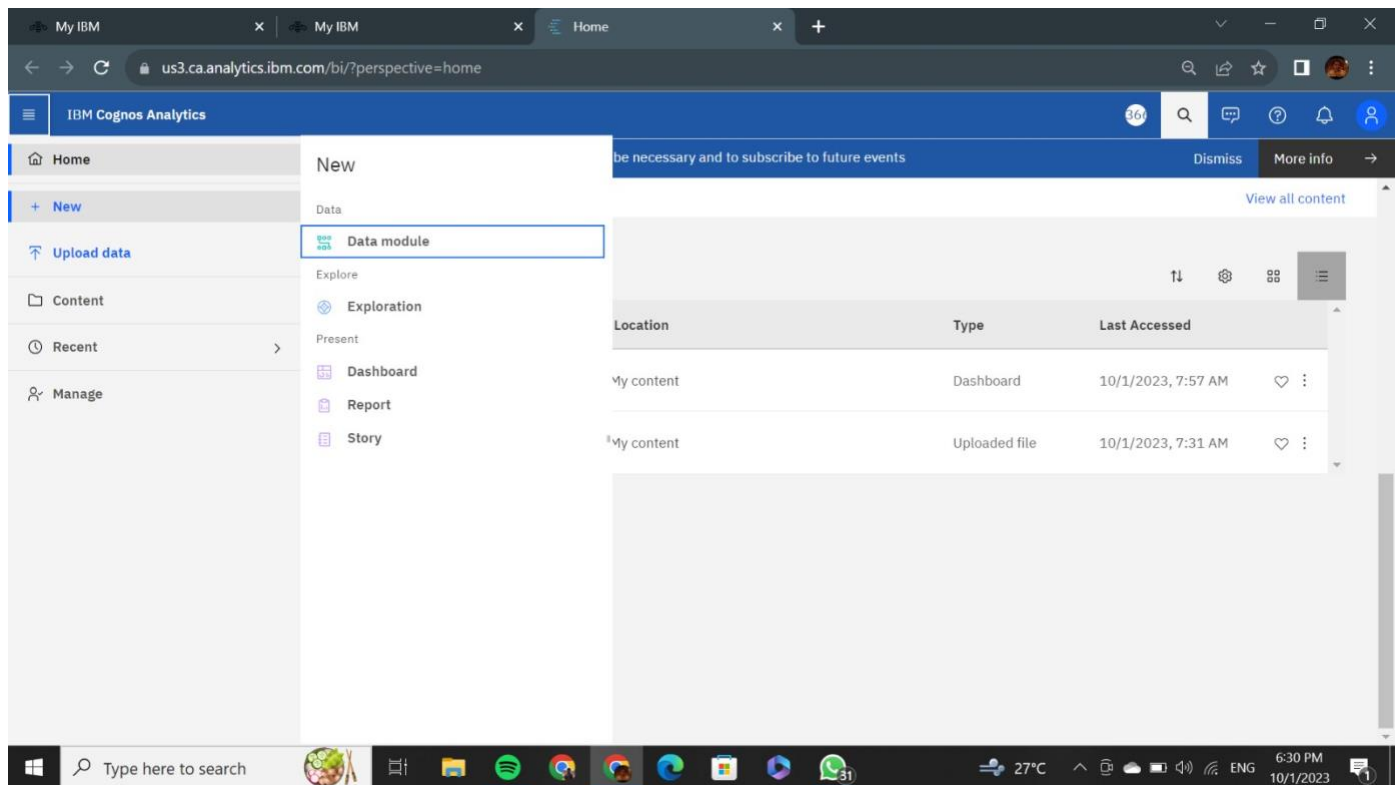 My IBM
My IBM
Home
us3.ca.analytics.ibm.com/bi/?perspective=home
IBM Cognos Analytics
Home
New
be necessary and to subscribe to future events
Dismiss
More info
New
Data
View all content
Upload data
Data module
Explore
Content
Exploration
Location
Type
Last Accessed
Recent
Present
Dashboard
My content
Dashboard
10/1/2023, 7:57 AM
Manage
Report
Story
My content
Uploaded file
10/1/2023, 7:31 AM
Type here to search
31
27°C
ENG
6:30 PM
10/1/2023
1